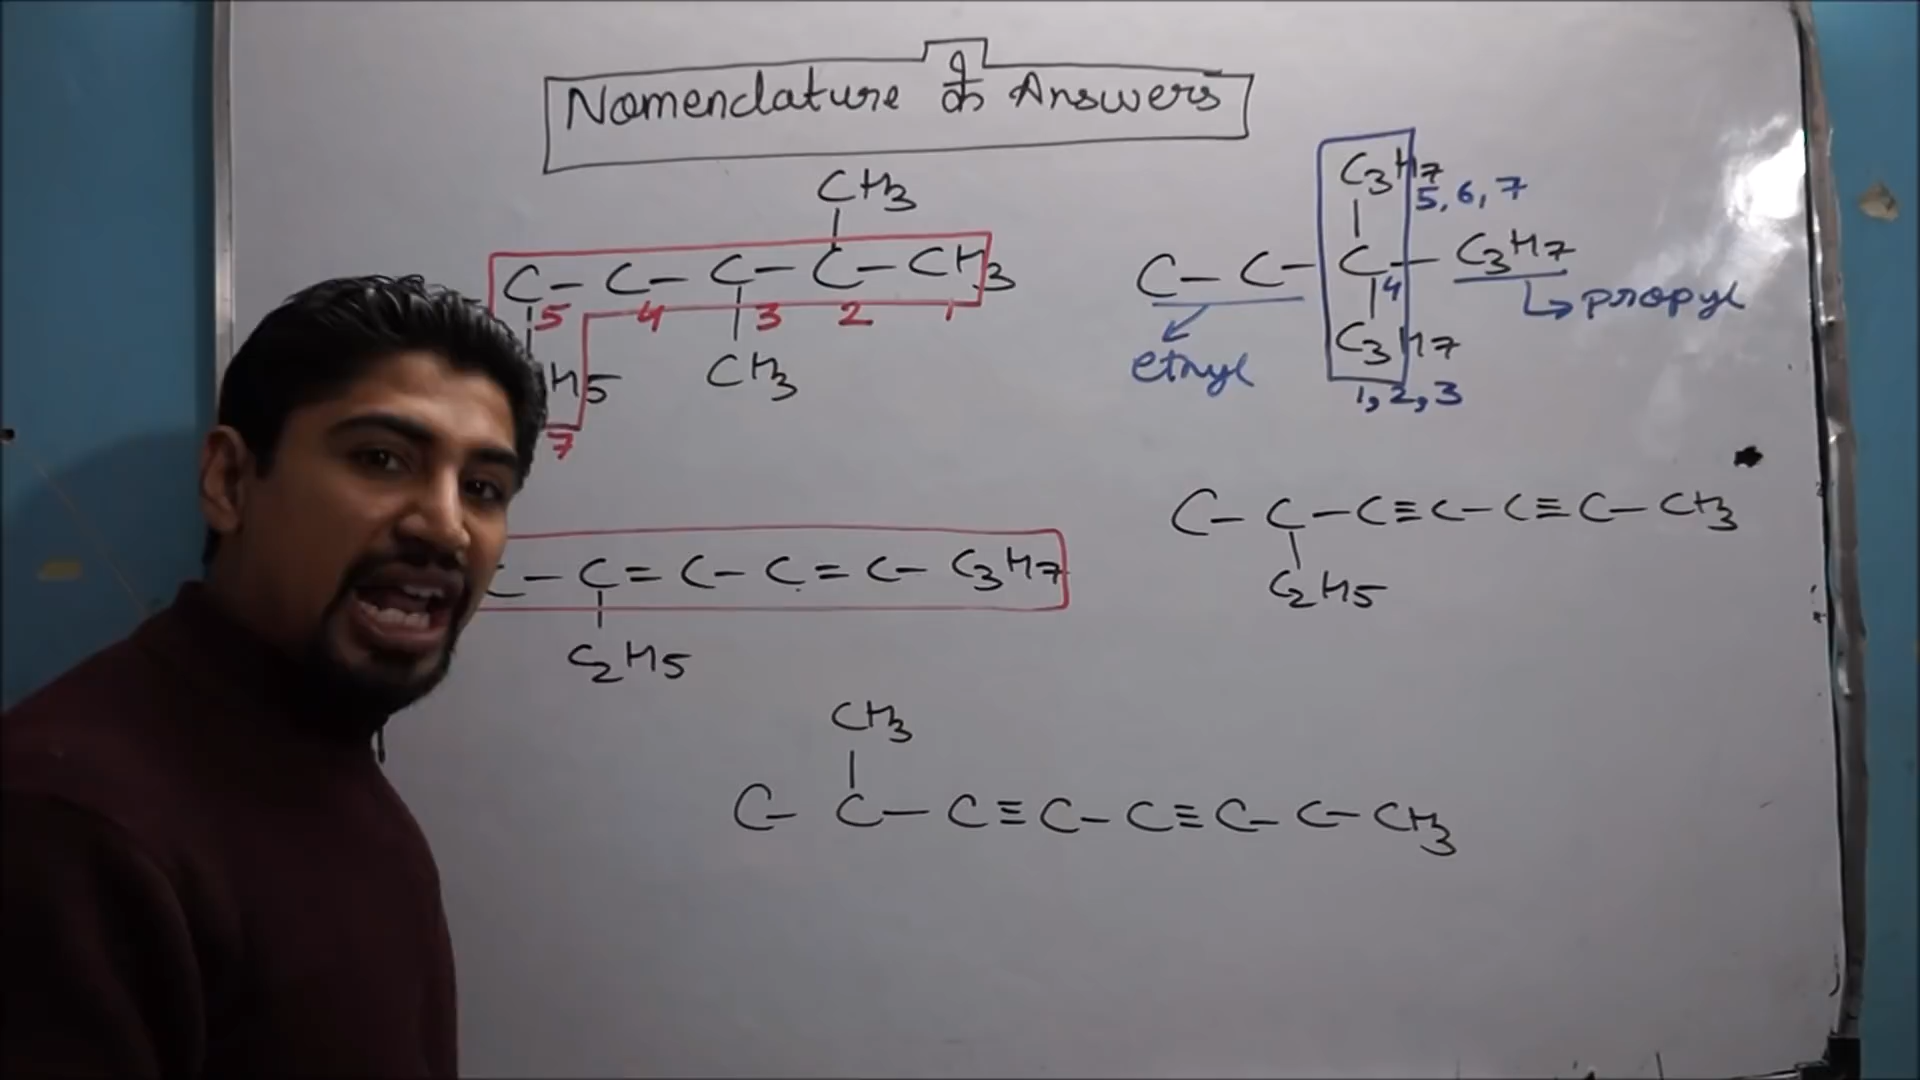 Nomenclature के Answers
CH3
C - C - C - C - CH3
5 4 3 2 1
H5 CH3
7
C3H7
5, 6, 7
C - C - C - C3H7
4
ethyl
propyl
C3H7
1, 2, 3
C - C - C ≡ C - C ≡ C - CH3
C2H5
C - C = C - C = C - C3H7
C2H5
CH3
C - C - C ≡ C - C ≡ C - C - CH3